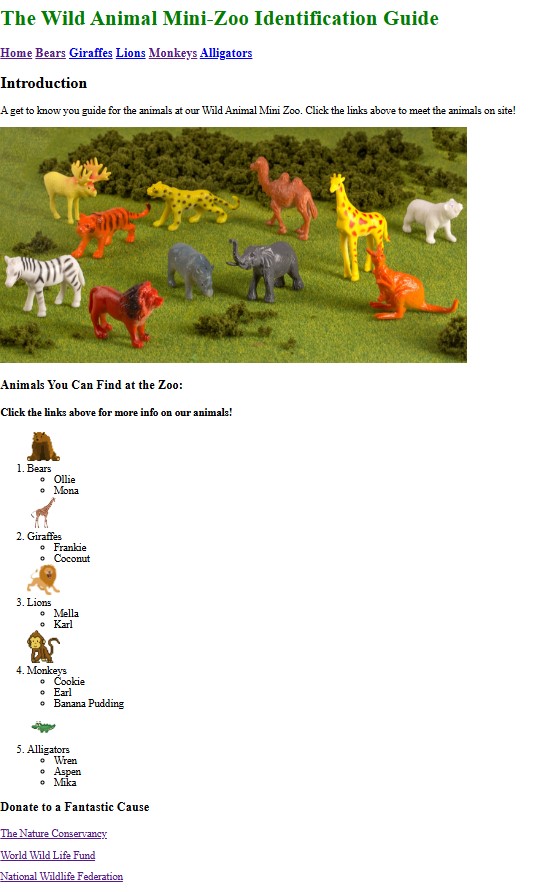 The Wild Animal Mini-Zoo Identification Guide
Home Bears Giraffes Lions Monkeys Alligators
Introduction
A get to know you guide for the animals at our Wild Animal Mini Zoo. Click the links above to meet the animals on site!
Animals You Can Find at the Zoo:
Click the links above for more info on our animals!
1. Bears
Ollie
Mona
2. Giraffes
Frankie
Coconut
3. Lions
Mella
Karl
4. Monkeys
Cookie
Earl
Banana Pudding
5. Alligators
Wren
Aspen
Mika
Donate to a Fantastic Cause
The Nature Conservancy
World Wild Life Fund
National Wildlife Federation